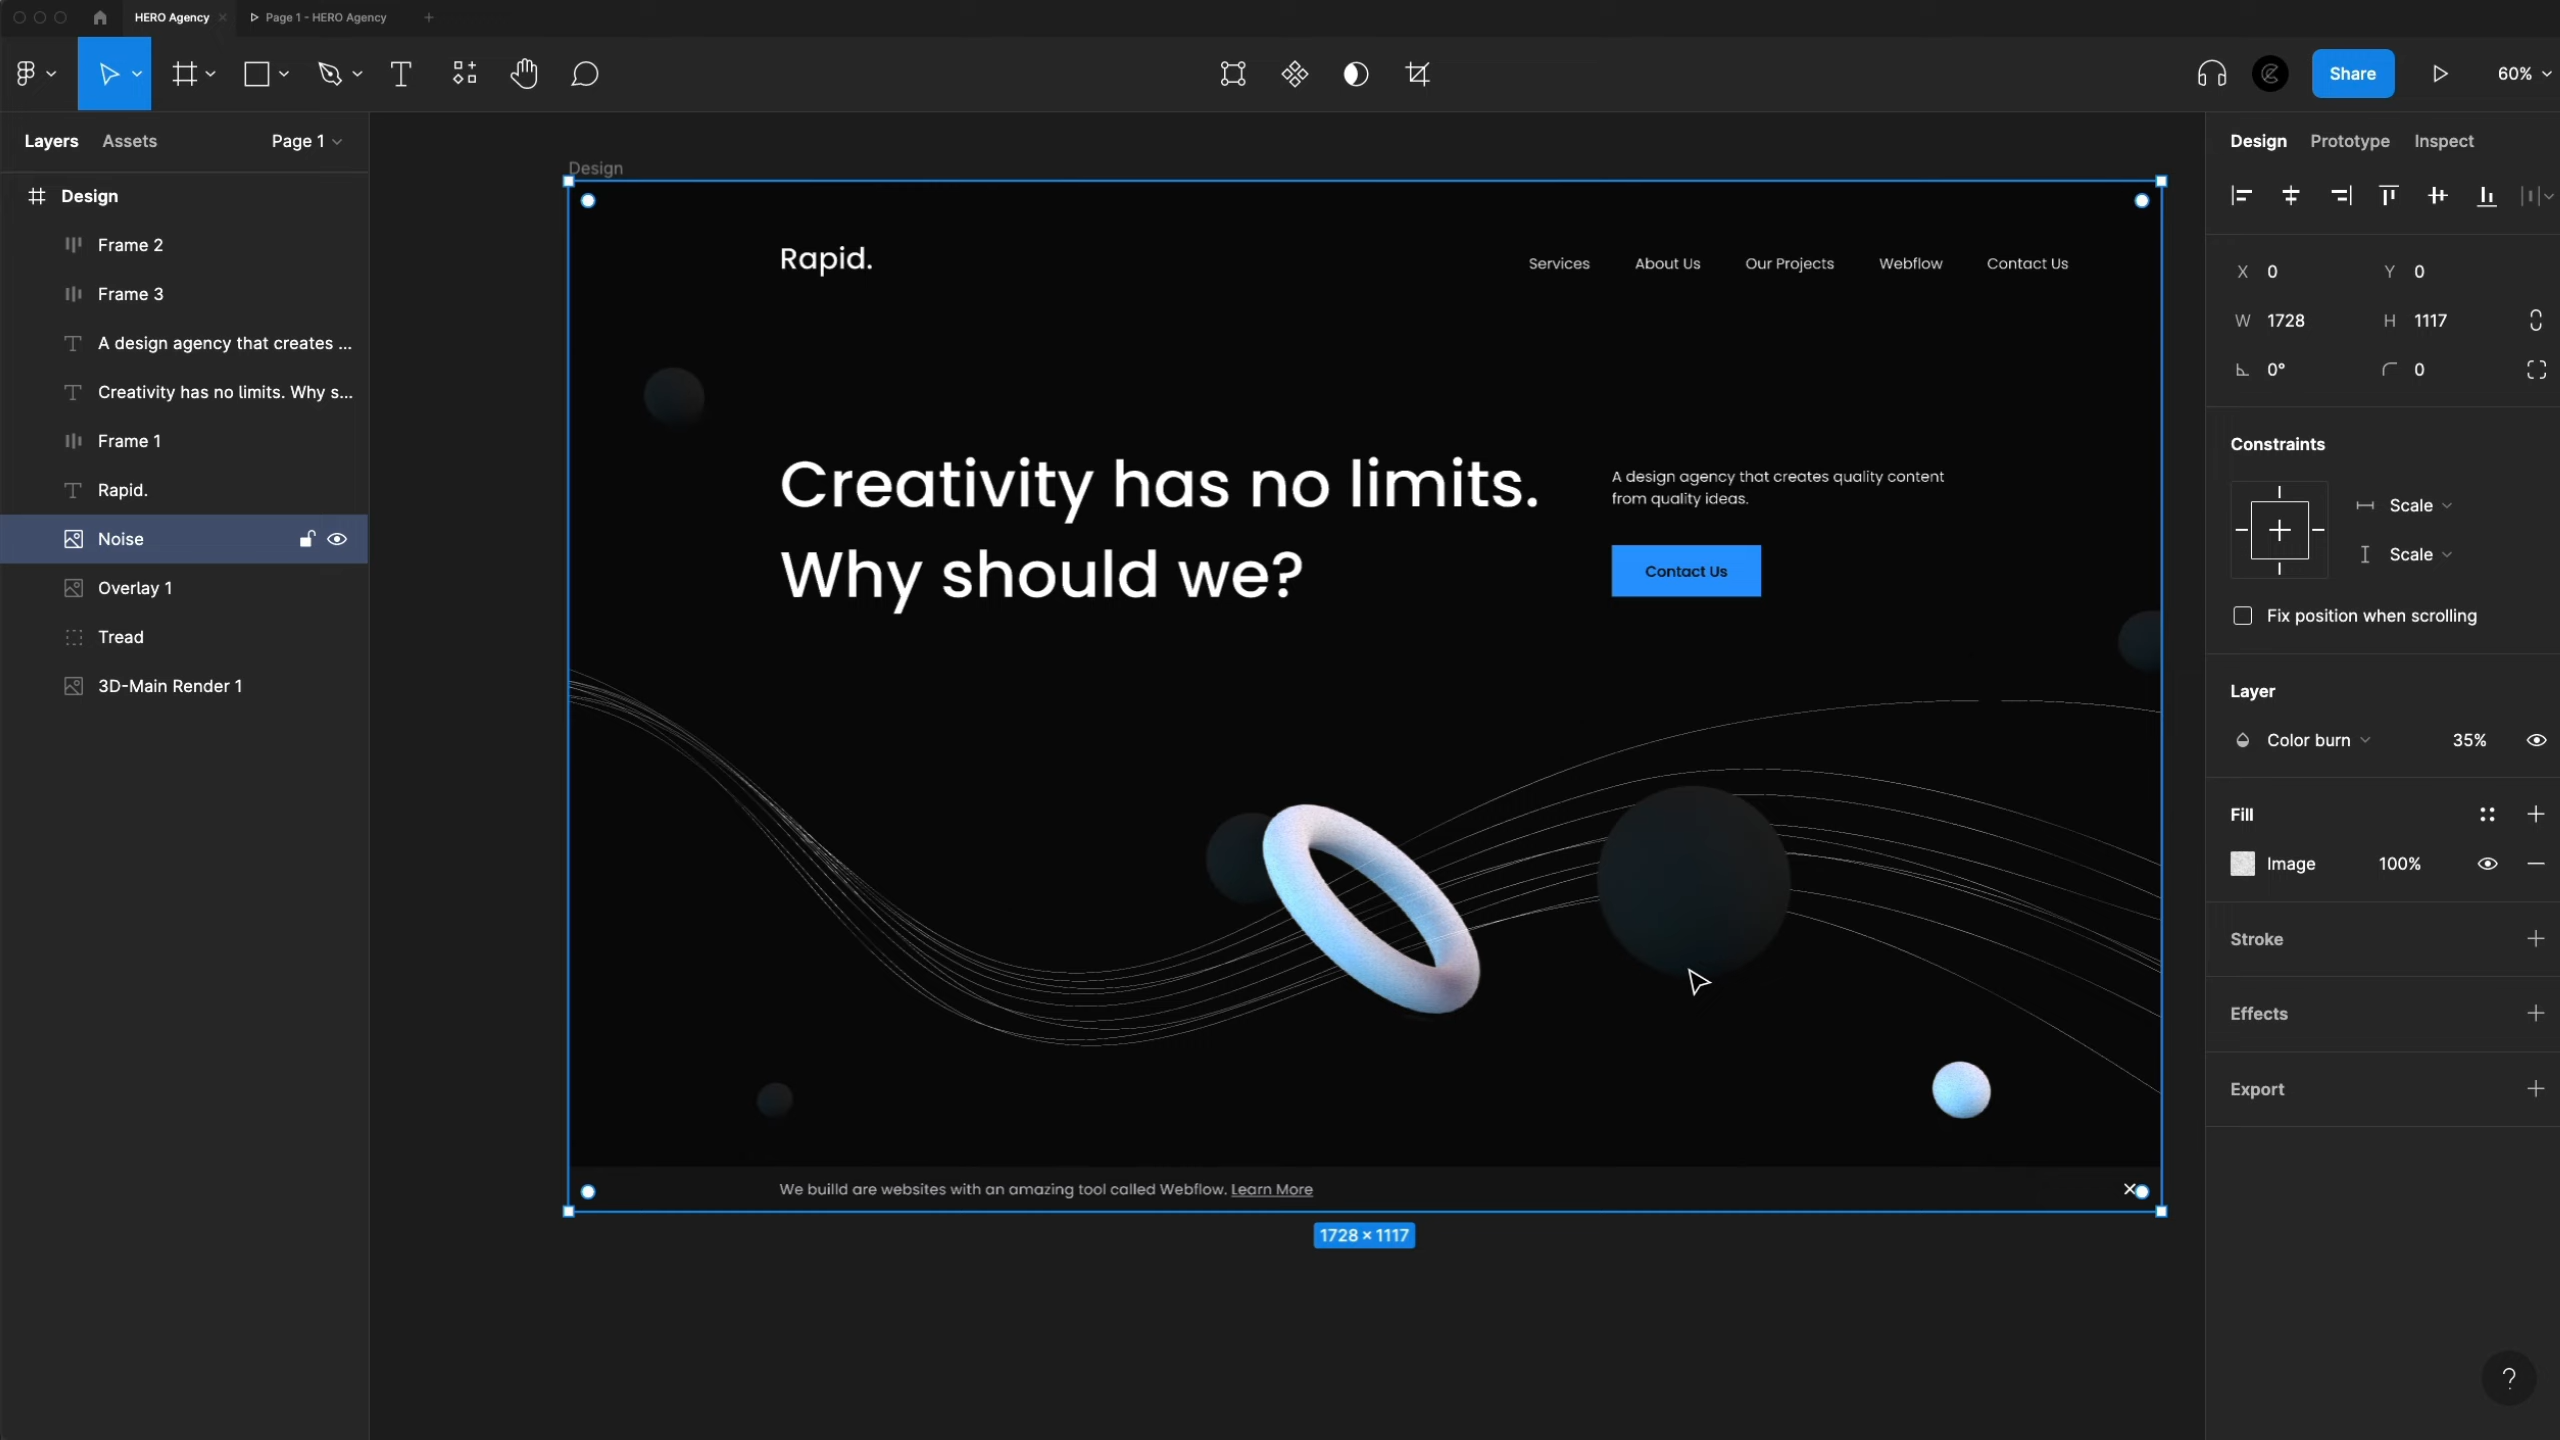 HERO Agency
Page 1 - HERO Agency
Share
60%
Layers
Assets
Page 1
Design
Frame 2
Frame 3
A design agency that creates ...
Creativity has no limits. Why s...
Frame 1
Rapid.
Noise
Overlay 1
Tread
3D-Main Render 1
Design
Rapid.
Services
About Us
Our Projects
Webflow
Contact Us
Creativity has no limits.
Why should we?
A design agency that creates quality content
from quality ideas.
Contact Us
We builld are websites with an amazing tool called Webflow. Learn More
1728 × 1117
Design
Prototype
Inspect
X 0
Y 0
W 1728
H 1117
0°
0
Constraints
Scale
Scale
Fix position when scrolling
Layer
Color burn
35%
Fill
Image
100%
Stroke
Effects
Export
?